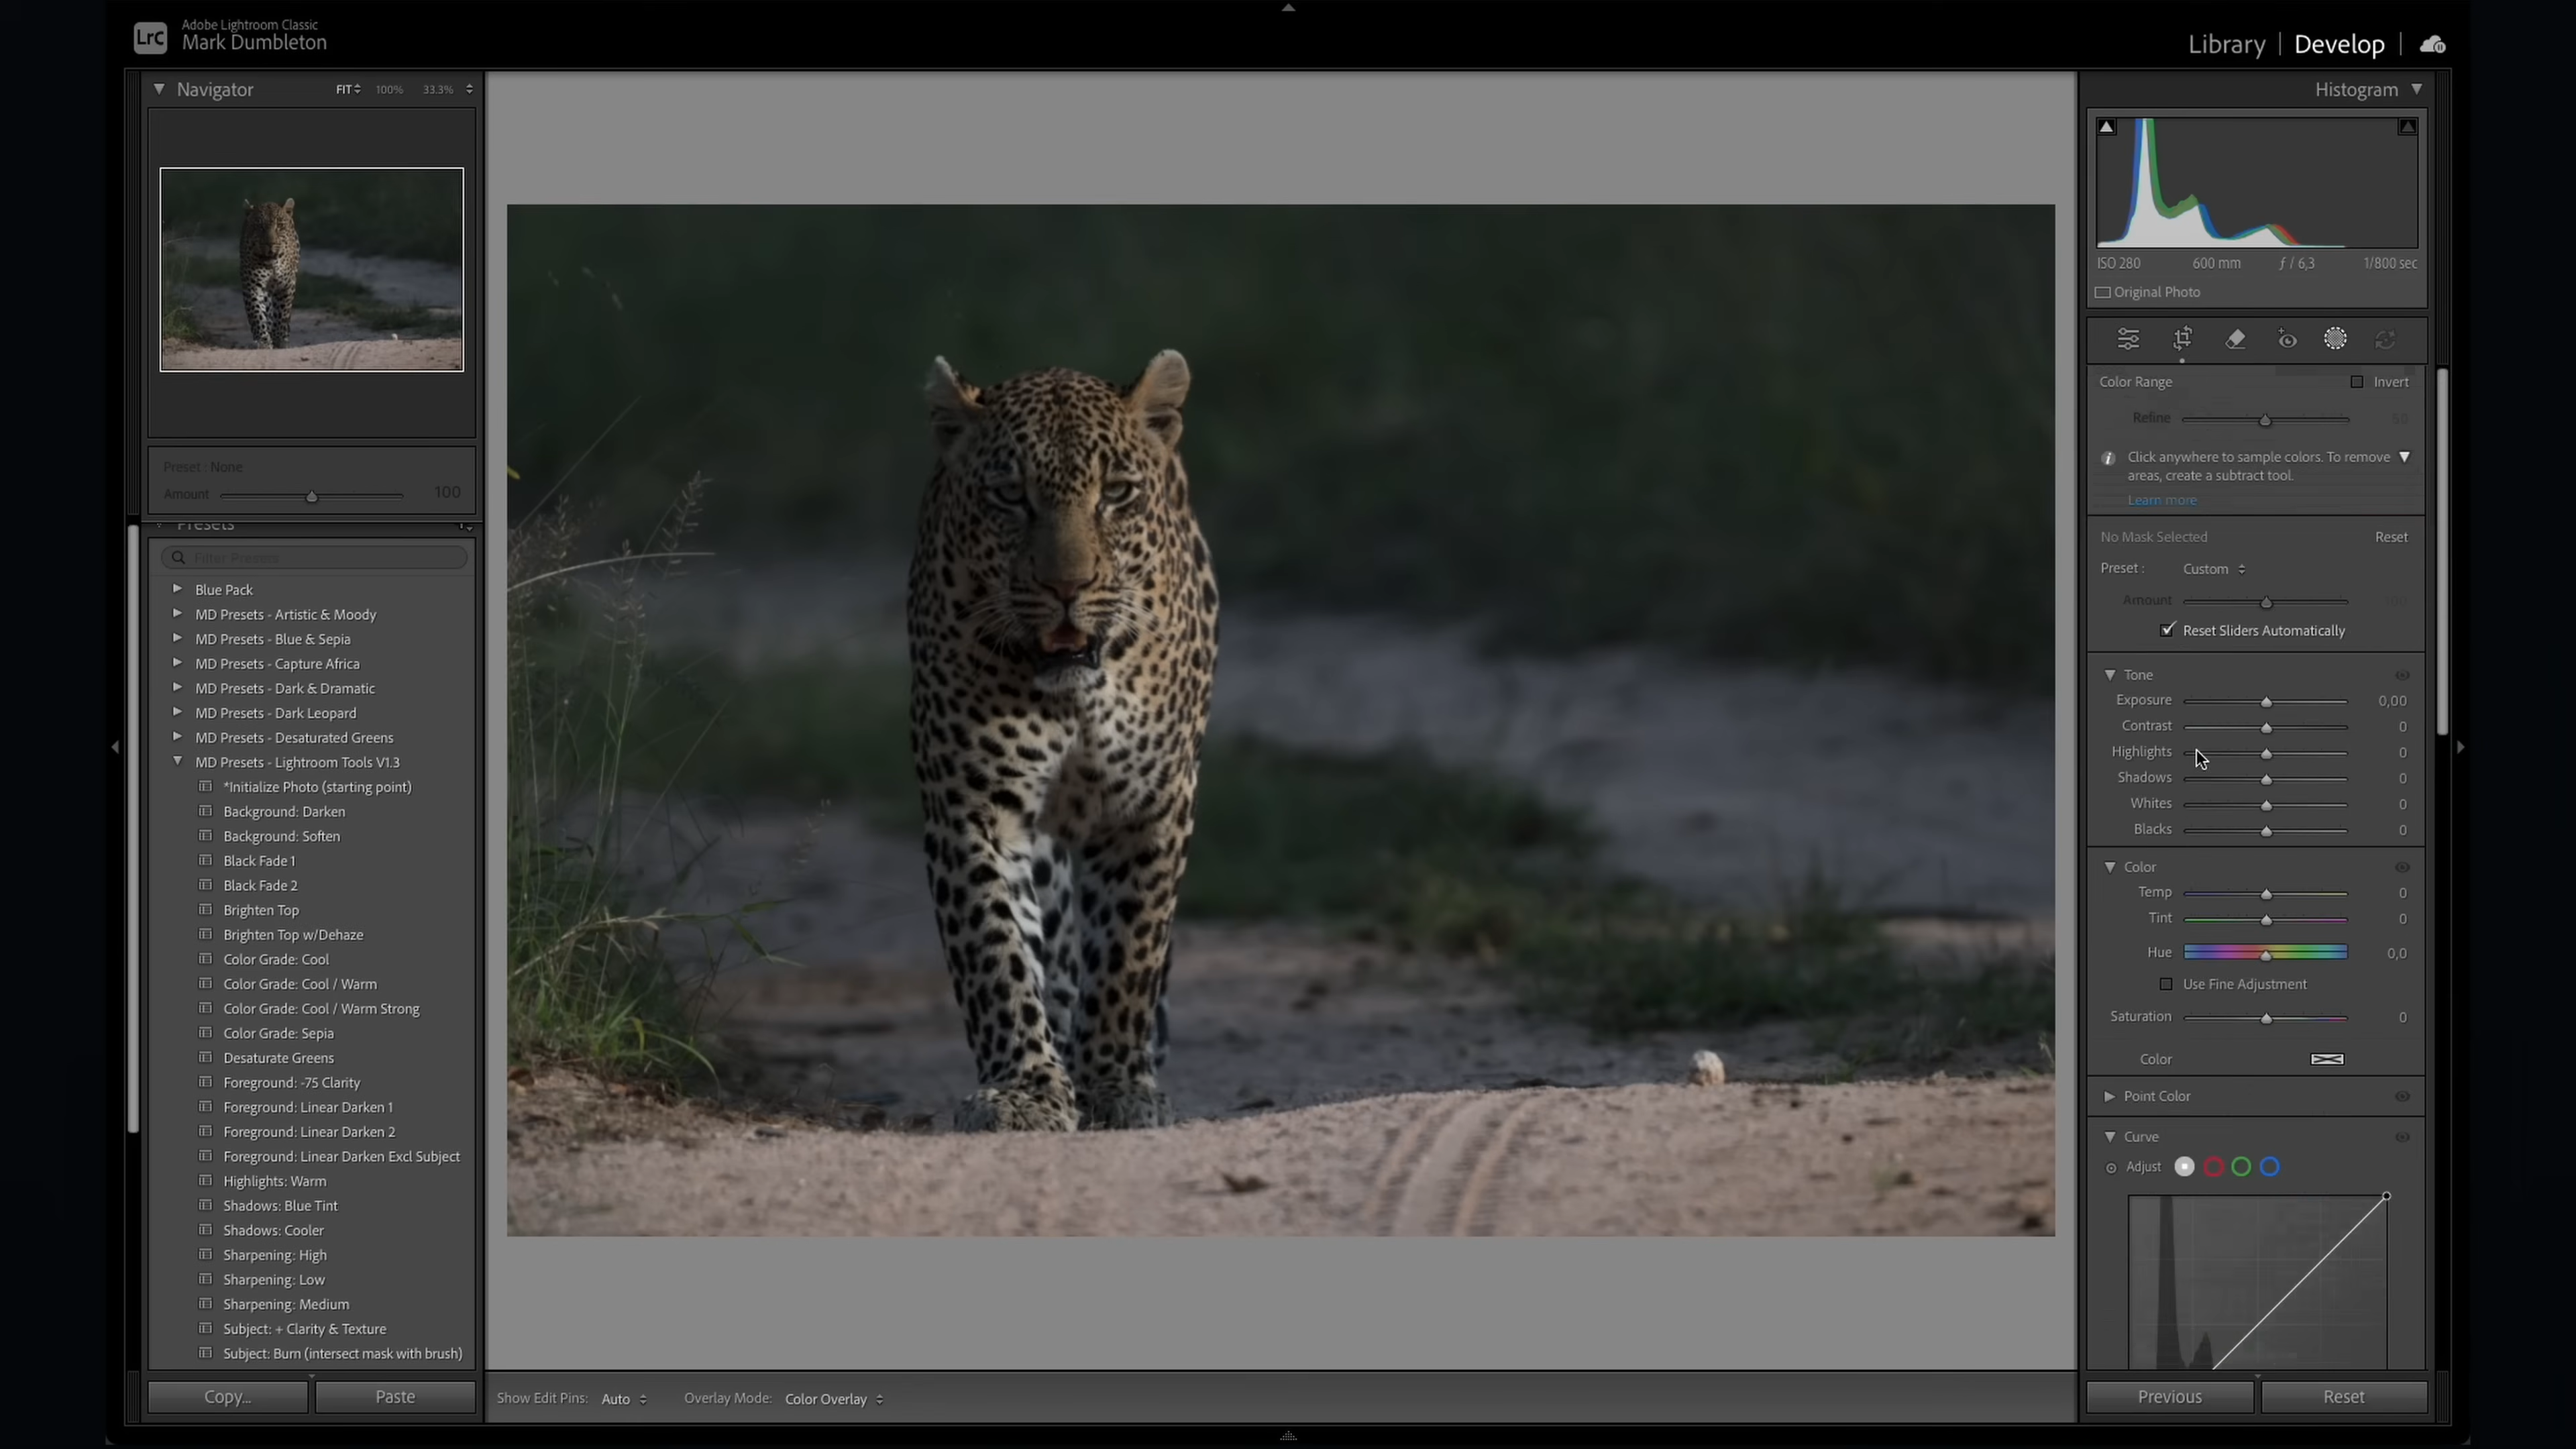 Lrc
Adobe Lightroom Classic
Mark Dumbleton
Library | Develop |
Navigator FIT 100% 33.3%
Preset : None
Amount 100
Presets
Filter Presets
Blue Pack
MD Presets - Artistic & Moody
MD Presets - Blue & Sepia
MD Presets - Capture Africa
MD Presets - Dark & Dramatic
MD Presets - Dark Leopard
MD Presets - Desaturated Greens
MD Presets - Lightroom Tools V1.3
*Initialize Photo (starting point)
Background: Darken
Background: Soften
Black Fade 1
Black Fade 2
Brighten Top
Brighten Top w/Dehaze
Color Grade: Cool
Color Grade: Cool / Warm
Color Grade: Cool / Warm Strong
Color Grade: Sepia
Desaturate Greens
Foreground: -75 Clarity
Foreground: Linear Darken 1
Foreground: Linear Darken 2
Foreground: Linear Darken Excl Subject
Highlights: Warm
Shadows: Blue Tint
Shadows: Cooler
Sharpening: High
Sharpening: Low
Sharpening: Medium
Subject: + Clarity & Texture
Subject: Burn (intersect mask with brush)
Copy... Paste
Show Edit Pins: Auto Overlay Mode: Color Overlay
Histogram
ISO 280 600 mm ƒ / 6,3 1/800 sec
Original Photo
Color Range Invert
Refine 50
Click anywhere to sample colors. To remove
areas, create a subtract tool.
Learn more
No Mask Selected Reset
Preset : Custom
Amount
Reset Sliders Automatically
Tone
Exposure 0,00
Contrast 0
Highlights 0
Shadows 0
Whites 0
Blacks 0
Color
Temp 0
Tint 0
Hue 0,0
Use Fine Adjustment
Saturation 0
Color
Point Color
Curve
Adjust
Previous Reset